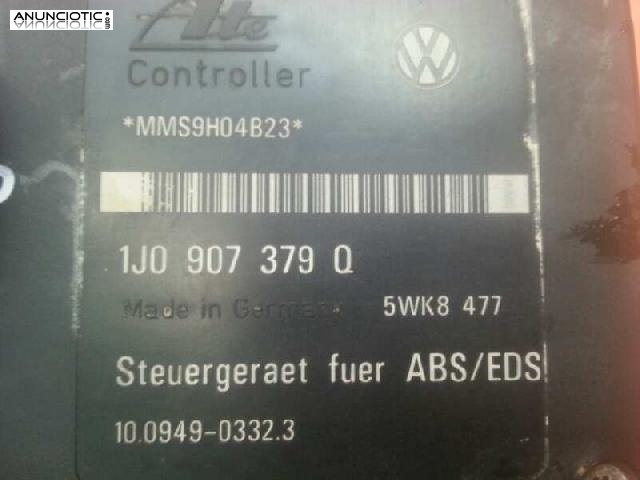 ANUNCIOTIC.com
Ate
Controller
*MMS9H04B23*
1J0 907 379 Q
Made in Germany 5WK8 477
Steuergeraet fuer ABS/EDS
10.0949-0332.3